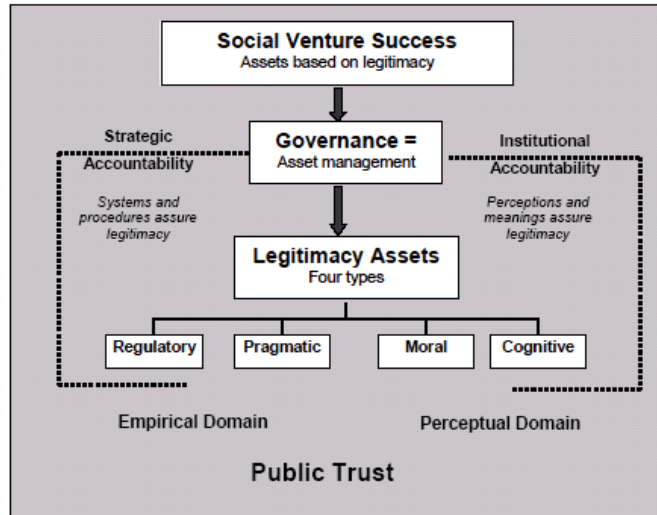 Social Venture Success
Assets based on legitimacy
Strategic
Accountability
Systems and
procedures assure
legitimacy
Governance =
Asset management
Institutional
Accountability
Perceptions and
meanings assure
legitimacy
Legitimacy Assets
Four types
Regulatory
Pragmatic
Moral
Cognitive
Empirical Domain
Perceptual Domain
Public Trust